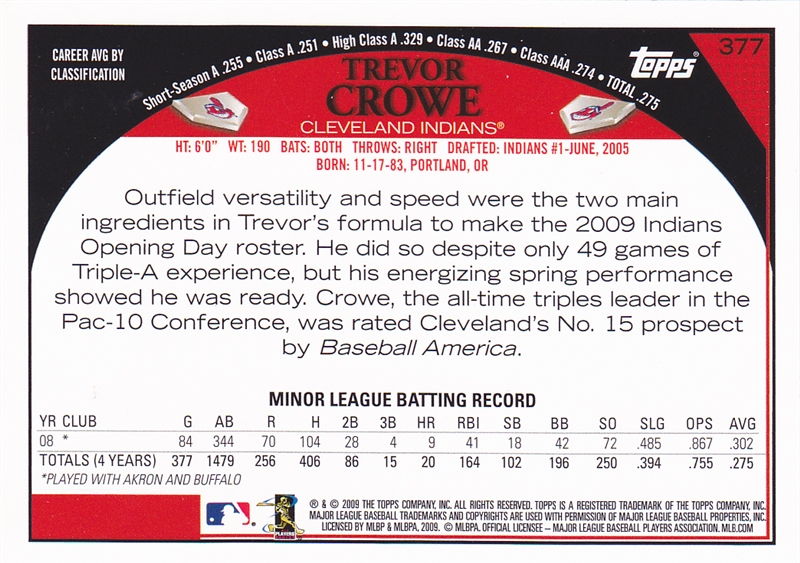 CAREER AVG BY
CLASSIFICATION
Short-Season A .255 • Class A .251 • High Class A .329 • Class AA .267 • Class AAA .274 • TOTAL .275
topps®
377
TREVOR
CROWE
CLEVELAND INDIANS®
HT: 6'0" WT: 190 BATS: BOTH THROWS: RIGHT DRAFTED: INDIANS #1-JUNE, 2005
BORN: 11-17-83, PORTLAND, OR
Outfield versatility and speed were the two main
ingredients in Trevor's formula to make the 2009 Indians
Opening Day roster. He did so despite only 49 games of
Triple-A experience, but his energizing spring performance
showed he was ready. Crowe, the all-time triples leader in the
Pac-10 Conference, was rated Cleveland's No. 15 prospect
by Baseball America.
MINOR LEAGUE BATTING RECORD
YR CLUB G AB R H 2B 3B HR RBI SB BB SO SLG OPS AVG
08 * 84 344 70 104 28 4 9 41 18 42 72 .485 .867 .302
TOTALS (4 YEARS) 377 1479 256 406 86 15 20 164 102 196 250 .394 .755 .275
*PLAYED WITH AKRON AND BUFFALO
® & © 2009 THE TOPPS COMPANY, INC. ALL RIGHTS RESERVED. TOPPS IS A REGISTERED TRADEMARK OF THE TOPPS COMPANY, INC.
MAJOR LEAGUE BASEBALL TRADEMARKS AND COPYRIGHTS ARE USED WITH PERMISSION OF MAJOR LEAGUE BASEBALL PROPERTIES, INC.
LICENSED BY MLBP & MLBPA, 2009. © MLBPA. OFFICIAL LICENSEE – MAJOR LEAGUE BASEBALL PLAYERS ASSOCIATION. MLB.COM
PLAYERS